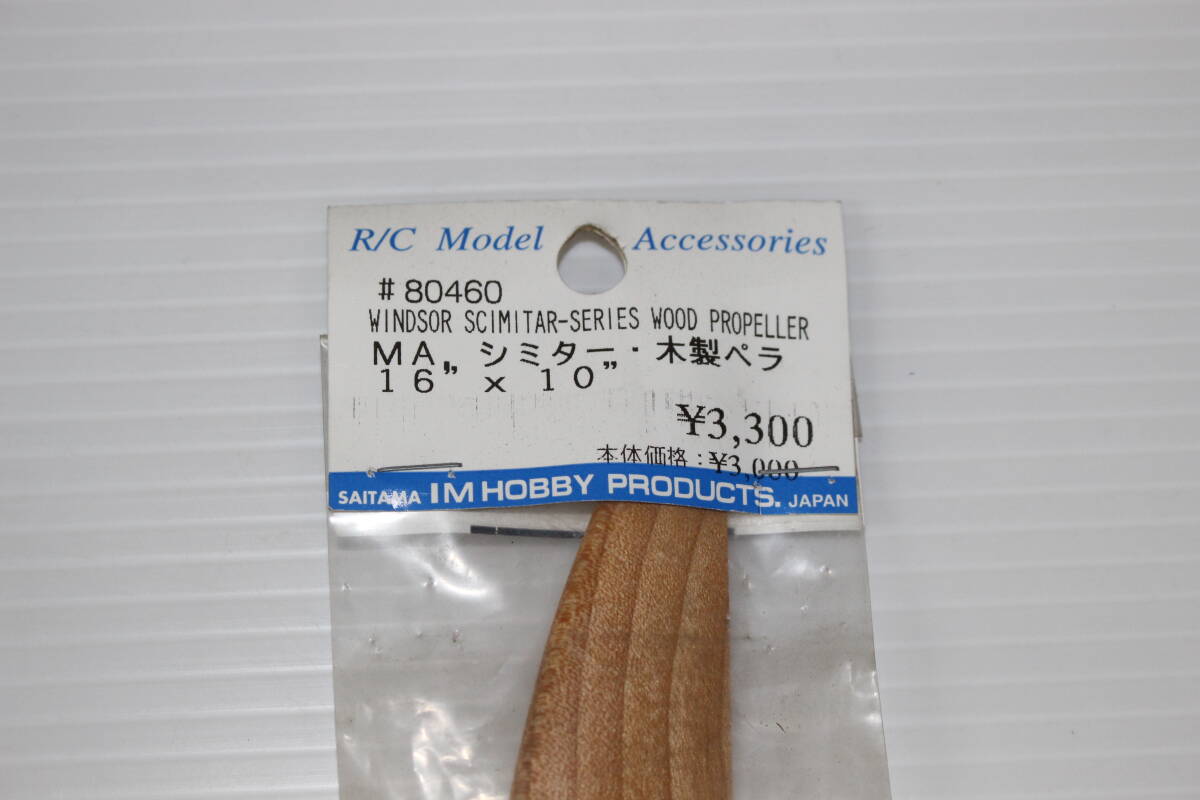 R/C Model Accessories
#80460
WINDSOR SCIMITAR-SERIES WOOD PROPELLER
MA, シミター・木製ペラ
16" x 10"
¥3,300
本体価格:¥3,000
SAITAMA IM HOBBY PRODUCTS. JAPAN